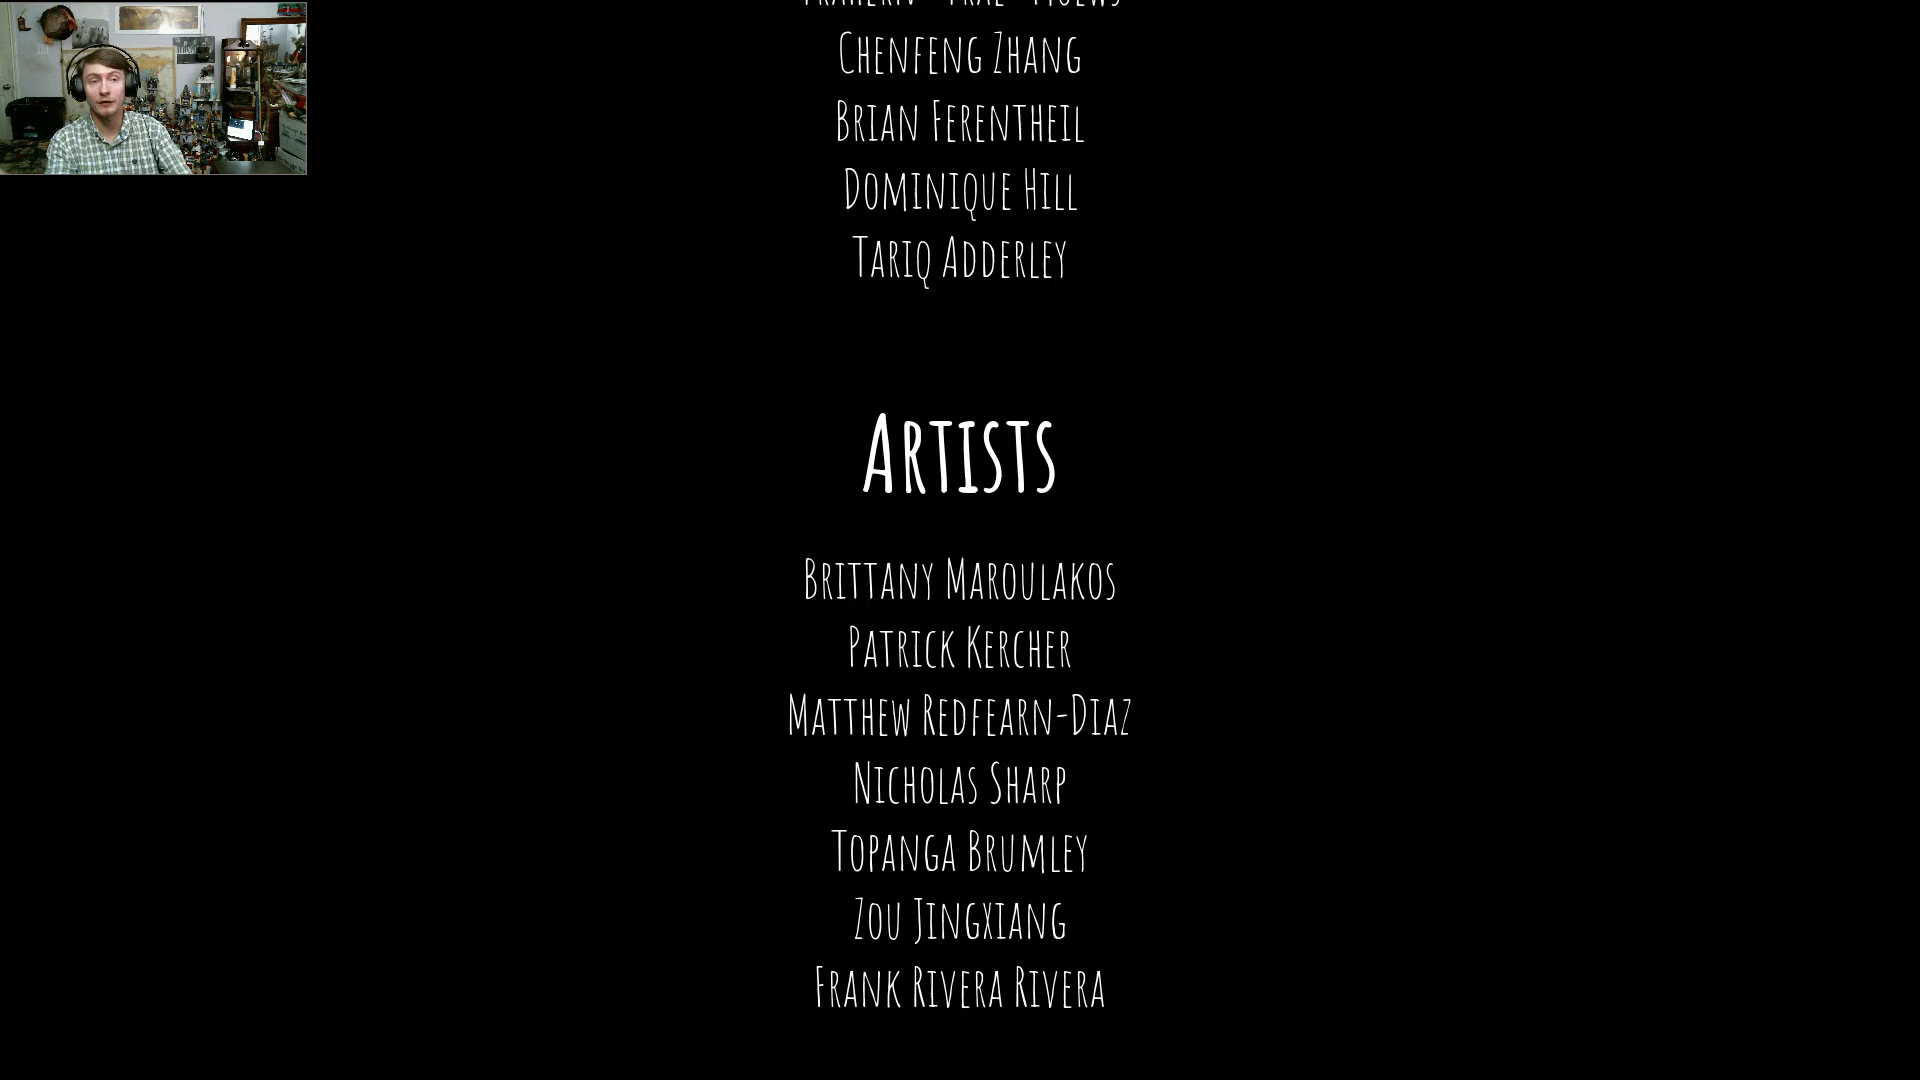 Chenfeng Zhang
Brian Ferentheil
Dominique Hill
Tariq Adderley
Artists
Brittany Maroulakos
Patrick Kercher
Matthew Redfearn-Diaz
Nicholas Sharp
Topanga Brumley
Zou Jingxiang
Frank Rivera Rivera